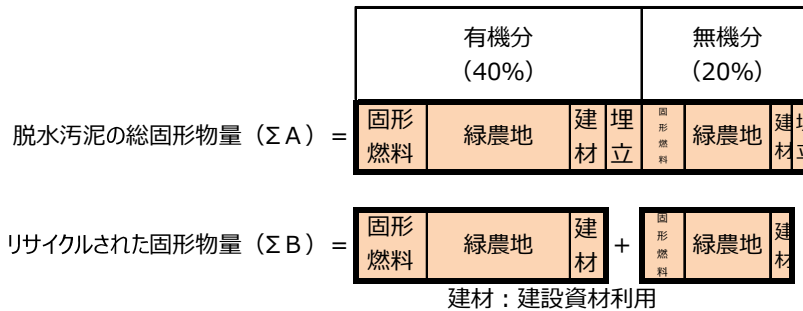 有機分
（40%）
無機分
（20%）
脱水汚泥の総固形物量（ΣA）＝
固形
燃料
緑農地
建
材
埋
立
固
形
燃
料
緑農地
建
材
埋
立
リサイクルされた固形物量（ΣB）＝
固形
燃料
緑農地
建
材
＋
固
形
燃
料
緑農地
建
材
建材：建設資材利用